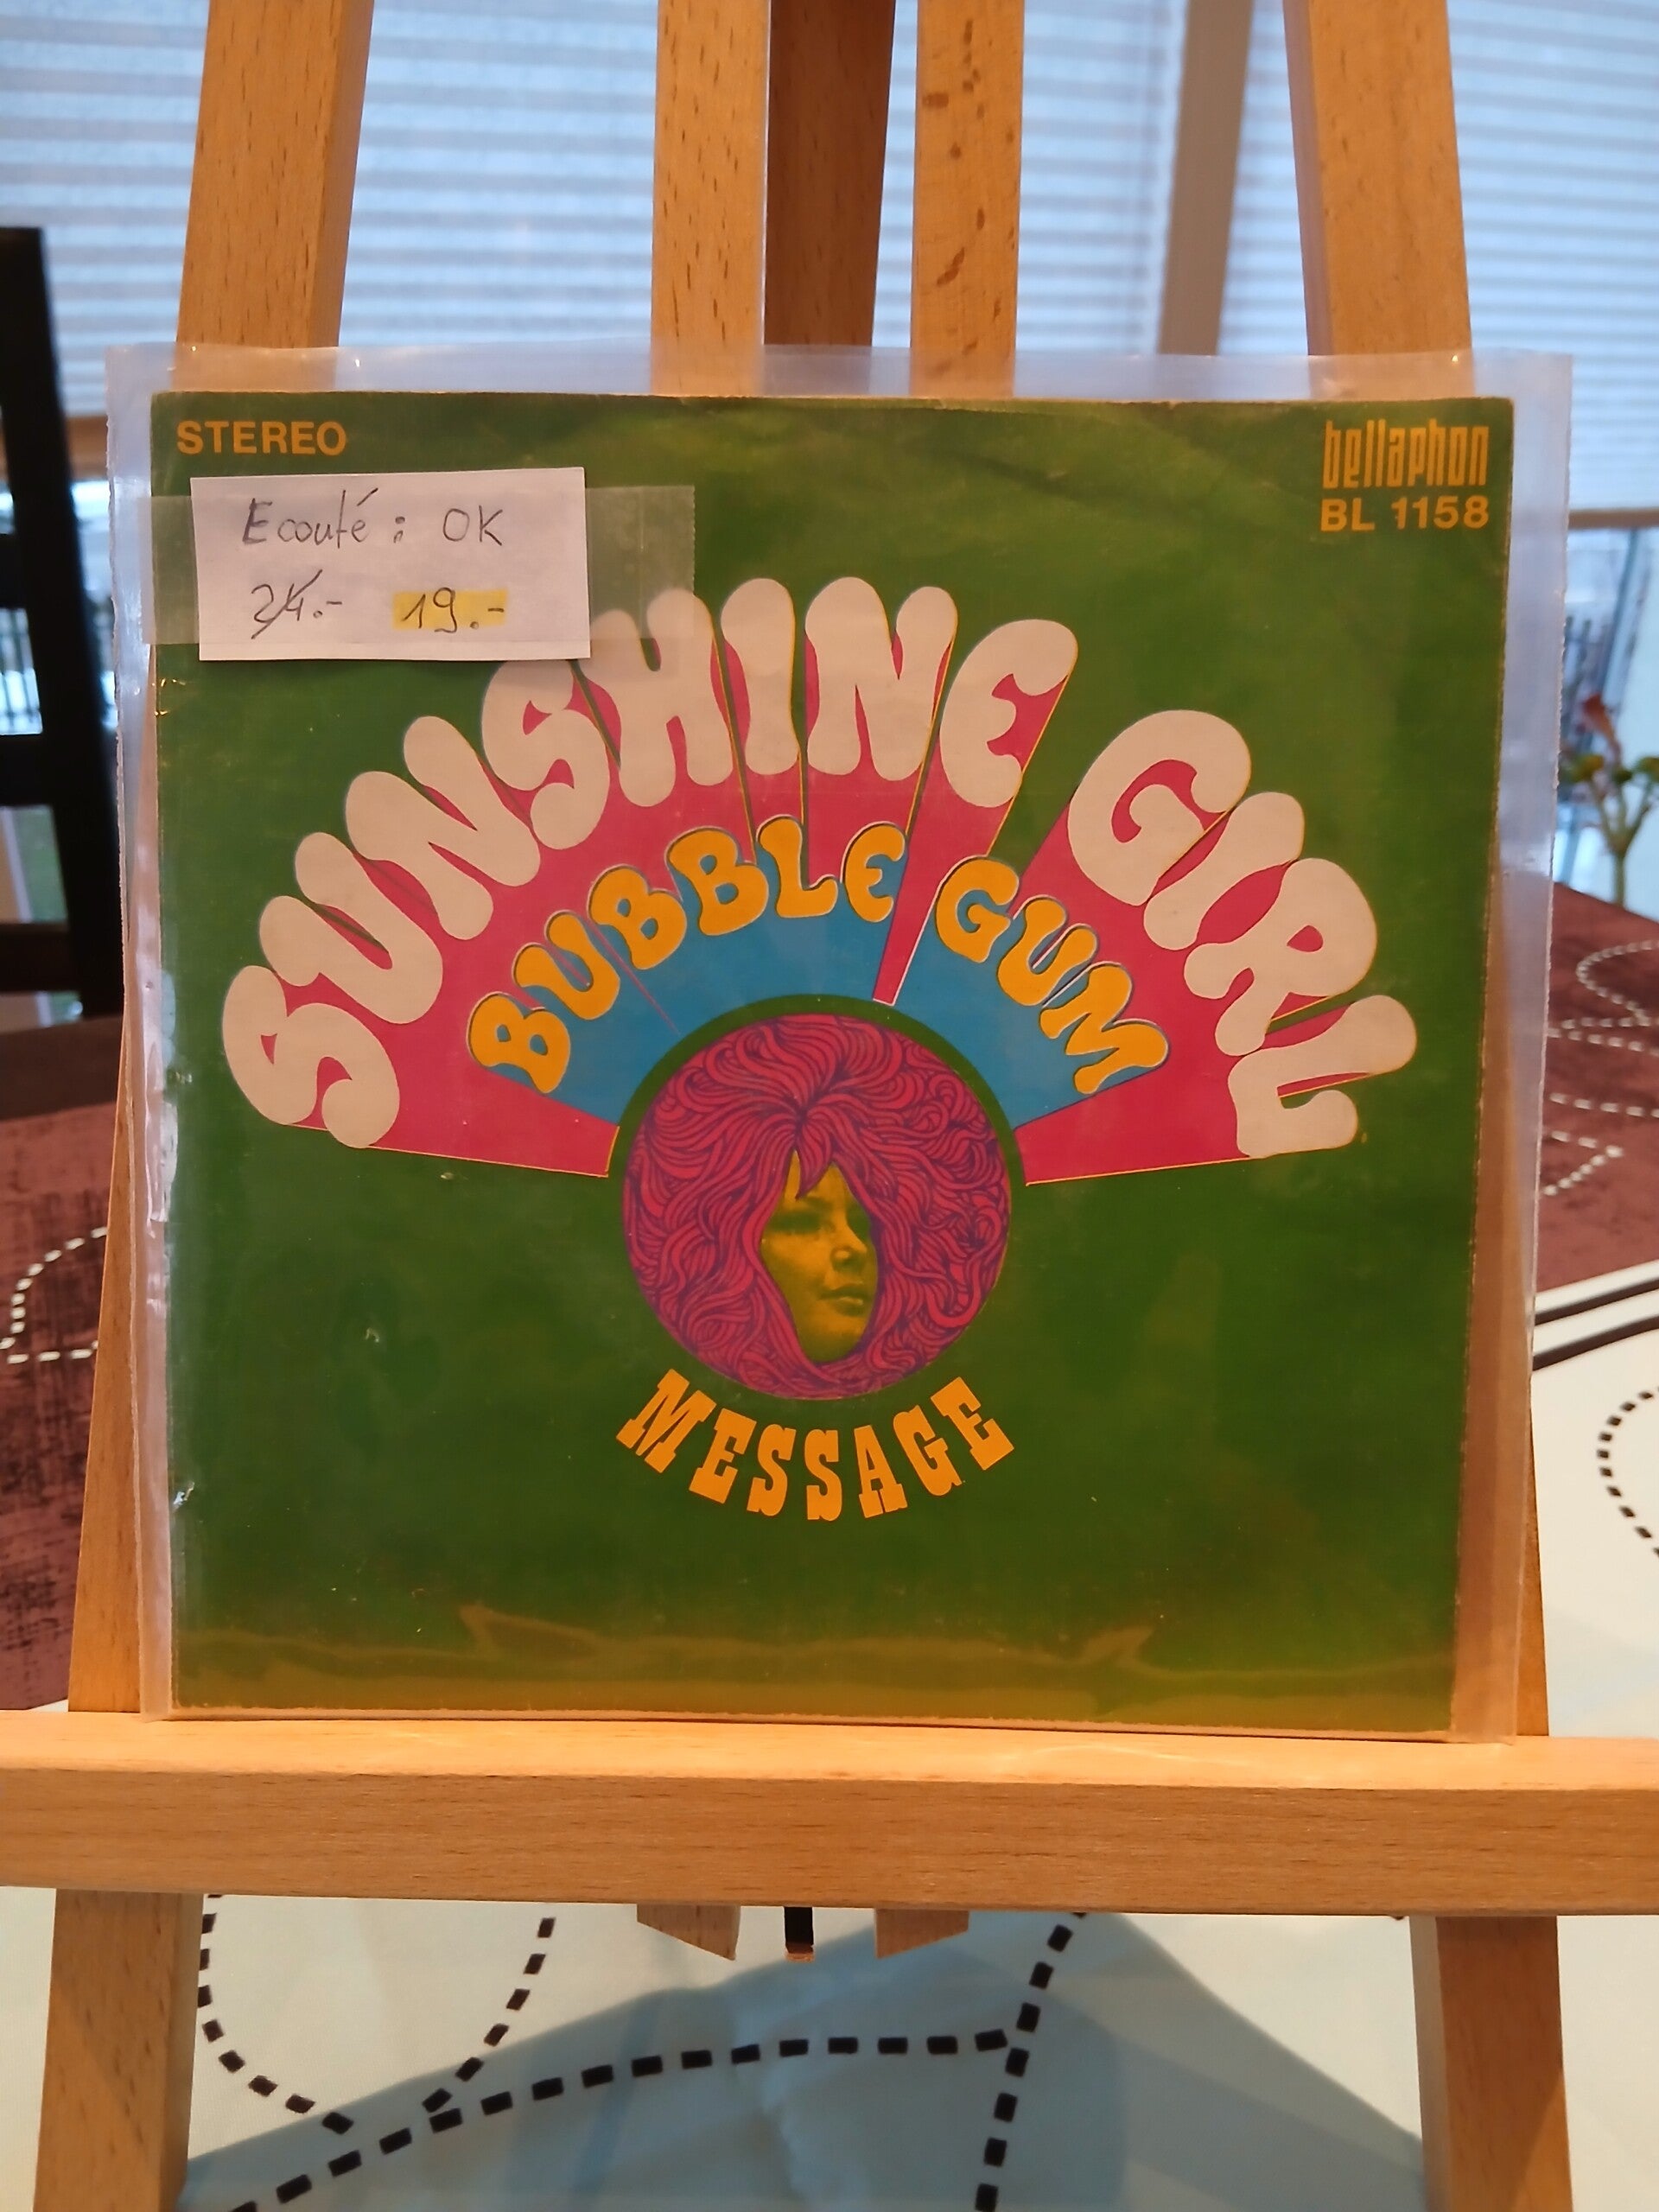 STEREO
bellaphon
BL 1158
Ecouté : OK
24.- 19.-
SUNSHINE GIRL
BUBBLE GUM
MESSAGE